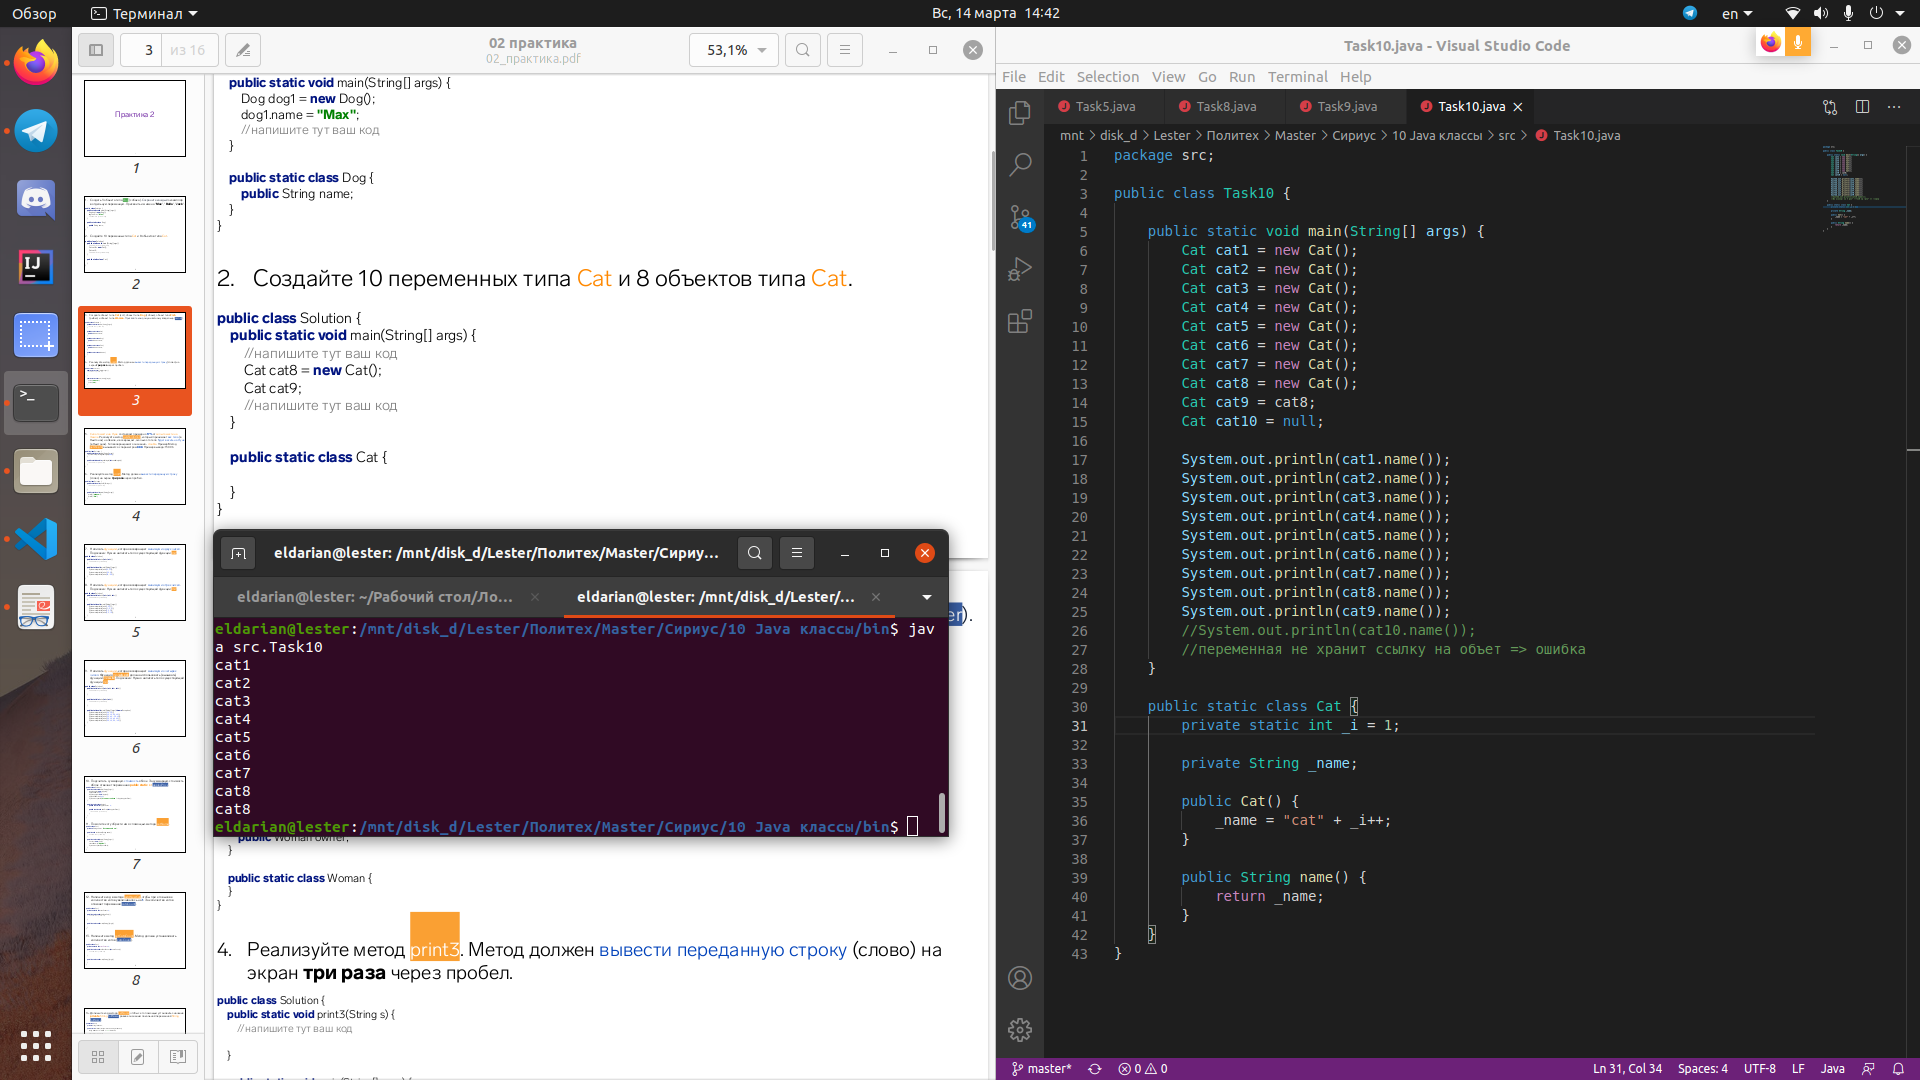 Обзор
Терминал
Вс, 14 марта 14:42
en
3 из 16
02 практика
02_практика.pdf
53,1%
Практика 2
1
2
3
4
5
6
7
8
public static void main(String[] args) {
Dog dog1 = new Dog();
dog1.name = "Max";
//напишите тут ваш код
}
public static class Dog {
public String name;
}
}
2. Создайте 10 переменных типа Cat и 8 объектов типа Cat.
public class Solution {
public static void main(String[] args) {
//напишите тут ваш код
Cat cat8 = new Cat();
Cat cat9;
//напишите тут ваш код
}
public static class Cat {
}
}
er).
eldarian@lester: /mnt/disk_d/Lester/Политех/Master/Сириу...
eldarian@lester: ~/Рабочий стол/Ло...
eldarian@lester: /mnt/disk_d/Lester/...
eldarian@lester:/mnt/disk_d/Lester/Политех/Master/Сириус/10 Java классы/bin$ jav
a src.Task10
cat1
cat2
cat3
cat4
cat5
cat6
cat7
cat8
cat8
eldarian@lester:/mnt/disk_d/Lester/Политех/Master/Сириус/10 Java классы/bin$
public Woman owner;
}
public static class Woman {
}
}
4. Реализуйте метод print3. Метод должен вывести переданную строку (слово) на
экран три раза через пробел.
public class Solution {
public static void print3(String s) {
//напишите тут ваш код
}
Task10.java - Visual Studio Code
File Edit Selection View Go Run Terminal Help
Task5.java
Task8.java
Task9.java
Task10.java
mnt > disk_d > Lester > Политех > Master > Сириус > 10 Java классы > src > Task10.java
41
1 package src;
2
3 public class Task10 {
4
5 public static void main(String[] args) {
6 Cat cat1 = new Cat();
7 Cat cat2 = new Cat();
8 Cat cat3 = new Cat();
9 Cat cat4 = new Cat();
10 Cat cat5 = new Cat();
11 Cat cat6 = new Cat();
12 Cat cat7 = new Cat();
13 Cat cat8 = new Cat();
14 Cat cat9 = cat8;
15 Cat cat10 = null;
16
17 System.out.println(cat1.name());
18 System.out.println(cat2.name());
19 System.out.println(cat3.name());
20 System.out.println(cat4.name());
21 System.out.println(cat5.name());
22 System.out.println(cat6.name());
23 System.out.println(cat7.name());
24 System.out.println(cat8.name());
25 System.out.println(cat9.name());
26 //System.out.println(cat10.name());
27 //переменная не хранит ссылку на объет => ошибка
28 }
29
30 public static class Cat {
31 private static int _i = 1;
32
33 private String _name;
34
35 public Cat() {
36 _name = "cat" + _i++;
37 }
38
39 public String name() {
40 return _name;
41 }
42 }
43 }
master* 0 0
Ln 31, Col 34 Spaces: 4 UTF-8 LF Java